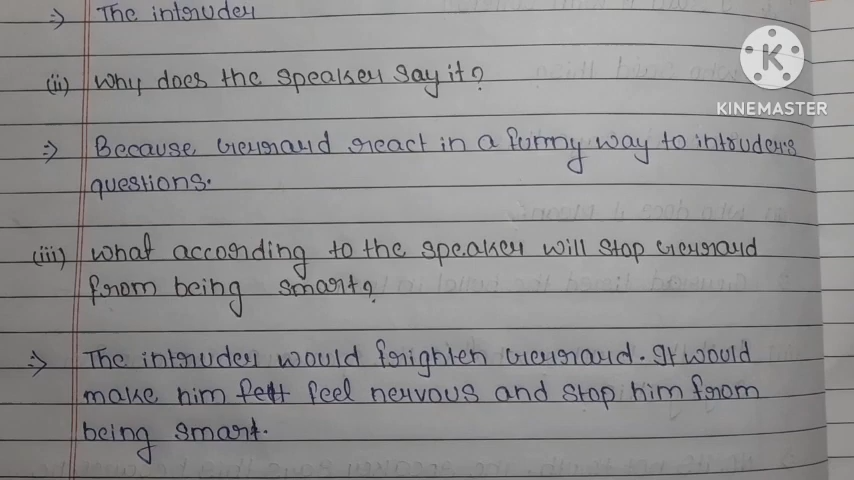 ⇒ The intruder
(ii) Why does the speaker say it?
⇒ Because Gerrard react in a funny way to intruder's
questions.
(iii) What according to the speaker will stop Gerrard
from being smart?
⇒ The intruder would frighten Gerrard. It would
make him felt feel nervous and stop him from
being smart.
K
KINEMASTER